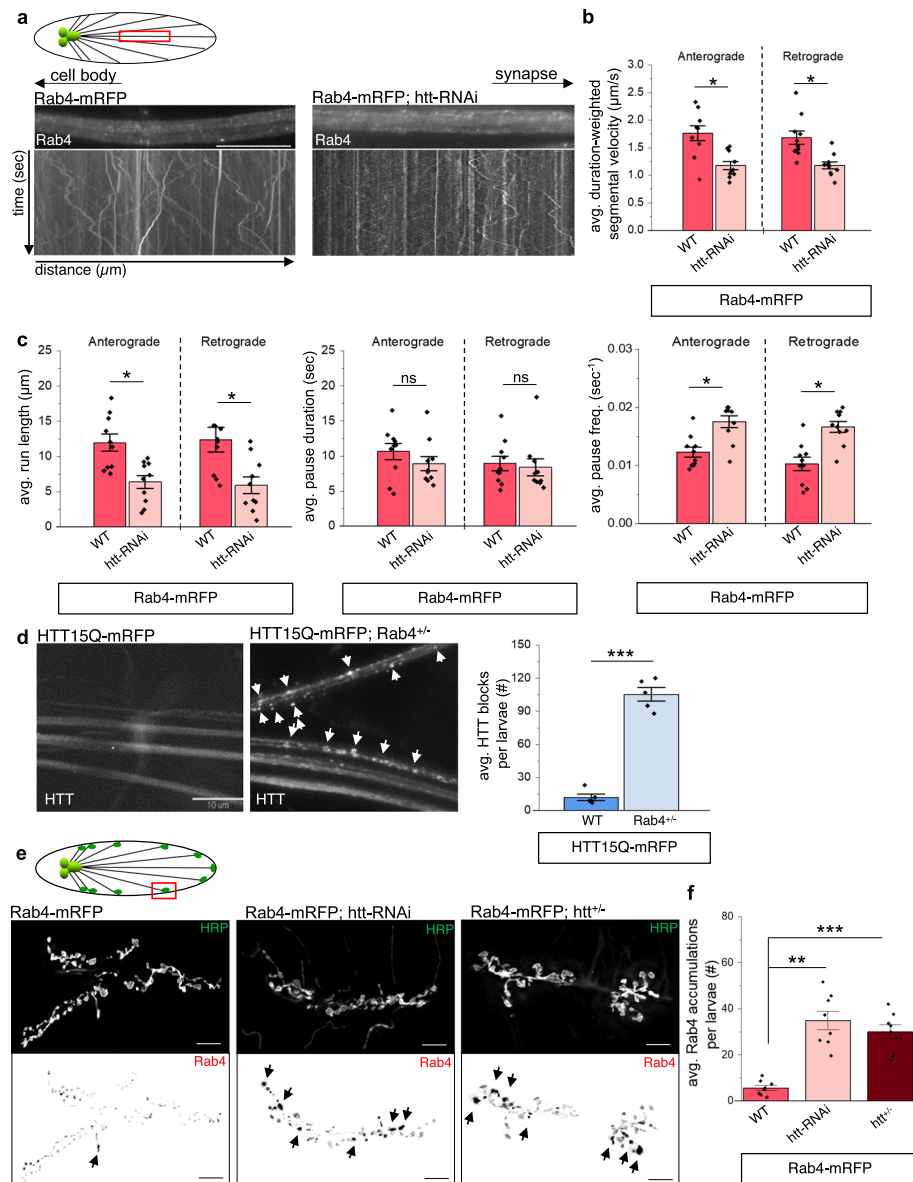 a
cell body
synapse
Rab4-mRFP
Rab4-mRFP; htt-RNAi
Rab4
time (sec)
distance (µm)
b
Anterograde
Retrograde
avg. duration-weighted
segmental velocity (µm/s)
3.0
2.5
2.0
1.5
1.0
0.5
0.0
*
*
WT
htt-RNAi
WT
htt-RNAi
Rab4-mRFP
c
Anterograde
Retrograde
avg. run length (µm)
25
20
15
10
5
0
*
*
WT
htt-RNAi
WT
htt-RNAi
Rab4-mRFP
Anterograde
Retrograde
avg. pause duration (sec)
25
20
15
10
5
0
ns
ns
WT
htt-RNAi
WT
htt-RNAi
Rab4-mRFP
Anterograde
Retrograde
avg. pause freq. (sec⁻¹)
0.03
0.02
0.01
0.00
*
*
WT
htt-RNAi
WT
htt-RNAi
Rab4-mRFP
d
HTT15Q-mRFP
HTT15Q-mRFP; Rab4⁺/⁻
HTT
10 um
HTT
avg. HTT blocks
per larvae (#)
150
120
90
60
30
0
***
WT
Rab4⁺/⁻
HTT15Q-mRFP
e
Rab4-mRFP
Rab4-mRFP; htt-RNAi
Rab4-mRFP; htt⁺/⁻
HRP
HRP
HRP
Rab4
Rab4
Rab4
f
avg. Rab4 accumulations
per larvae (#)
80
60
40
20
0
***
**
WT
htt-RNAi
htt⁺/⁻
Rab4-mRFP